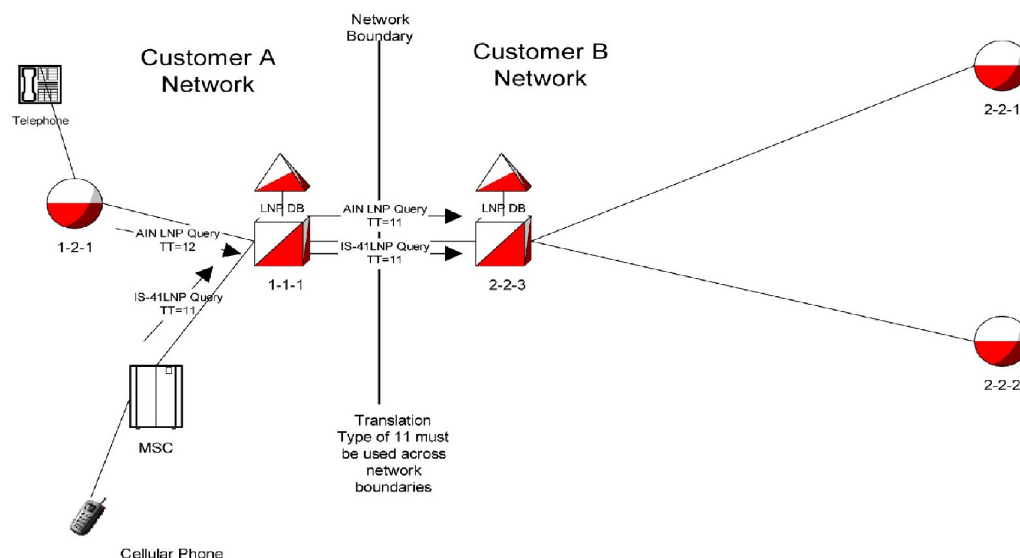 Network
Boundary
Customer A
Network
Customer B
Network
Telephone
2-2-1
LNP DB
LNP DB
AIN LNP Query
TT=11
1-2-1
AIN LNP Query
TT=12
IS-41LNP Query
TT=11
1-1-1
2-2-3
IS-41LNP Query
TT=11
2-2-2
MSC
Translation
Type of 11 must
be used across
network
boundaries
Cellular Phone